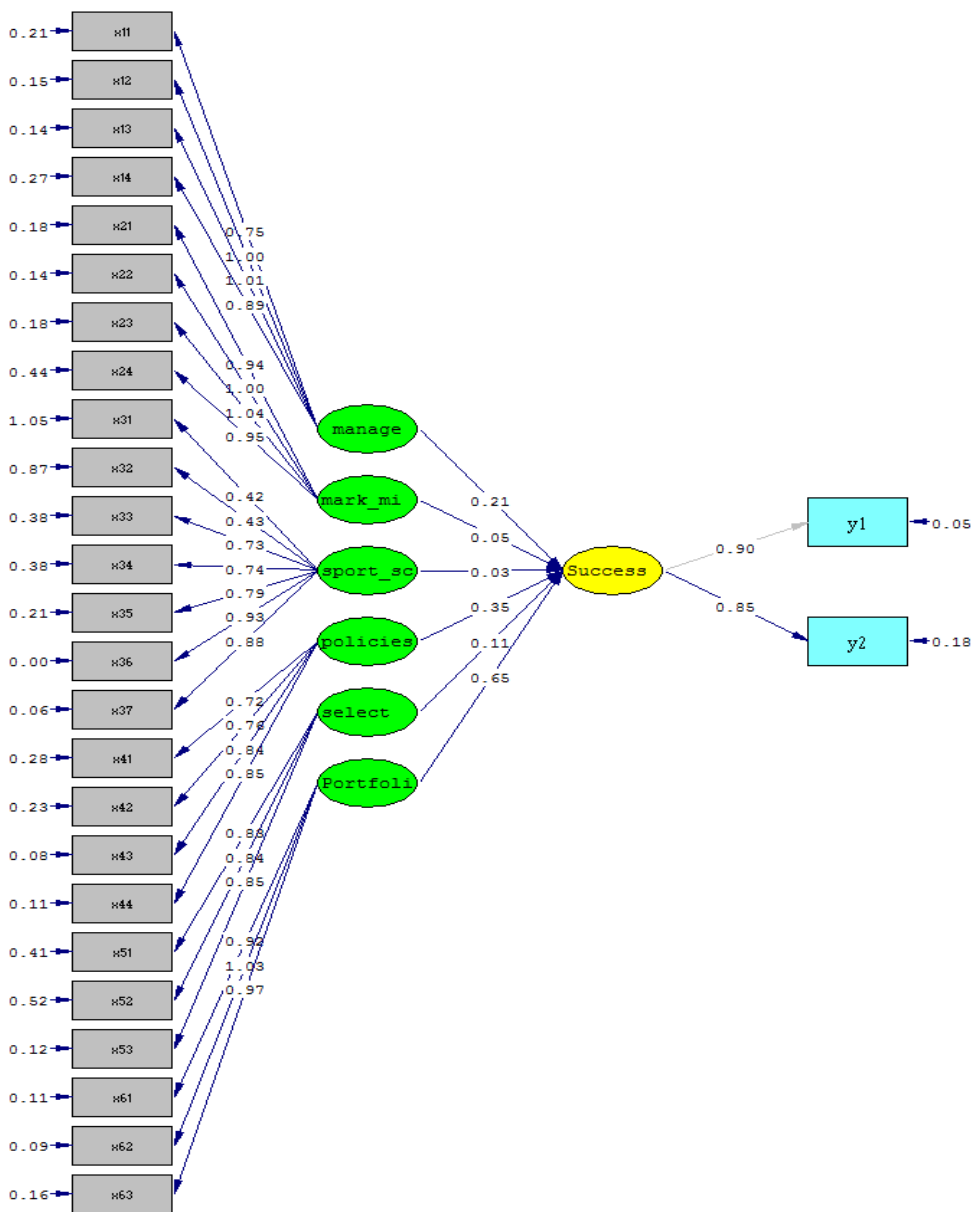 0.21 x11
0.15 x12
0.14 x13
0.27 x14
0.18 x21
0.75
1.00
0.14 x22
1.01
0.89
0.18 x23
0.44 x24
0.94
1.00
1.05 x31
1.04
manage
0.95
0.87 x32
0.42
mark_mi
0.21
0.43
y1
0.05
0.38 x33
0.05
0.73
0.90
0.38 x34
0.74
sport_sc
0.03
Success
0.79
0.21 x35
0.93
0.35
0.85
0.88
policies
0.11
y2
0.18
0.00 x36
0.65
0.06 x37
0.72
select
0.76
0.28 x41
0.84
0.85
Portfoli
0.23 x42
0.88
0.08 x43
0.84
0.85
0.11 x44
0.92
0.41 x51
1.03
0.97
0.52 x52
0.12 x53
0.11 x61
0.09 x62
0.16 x63